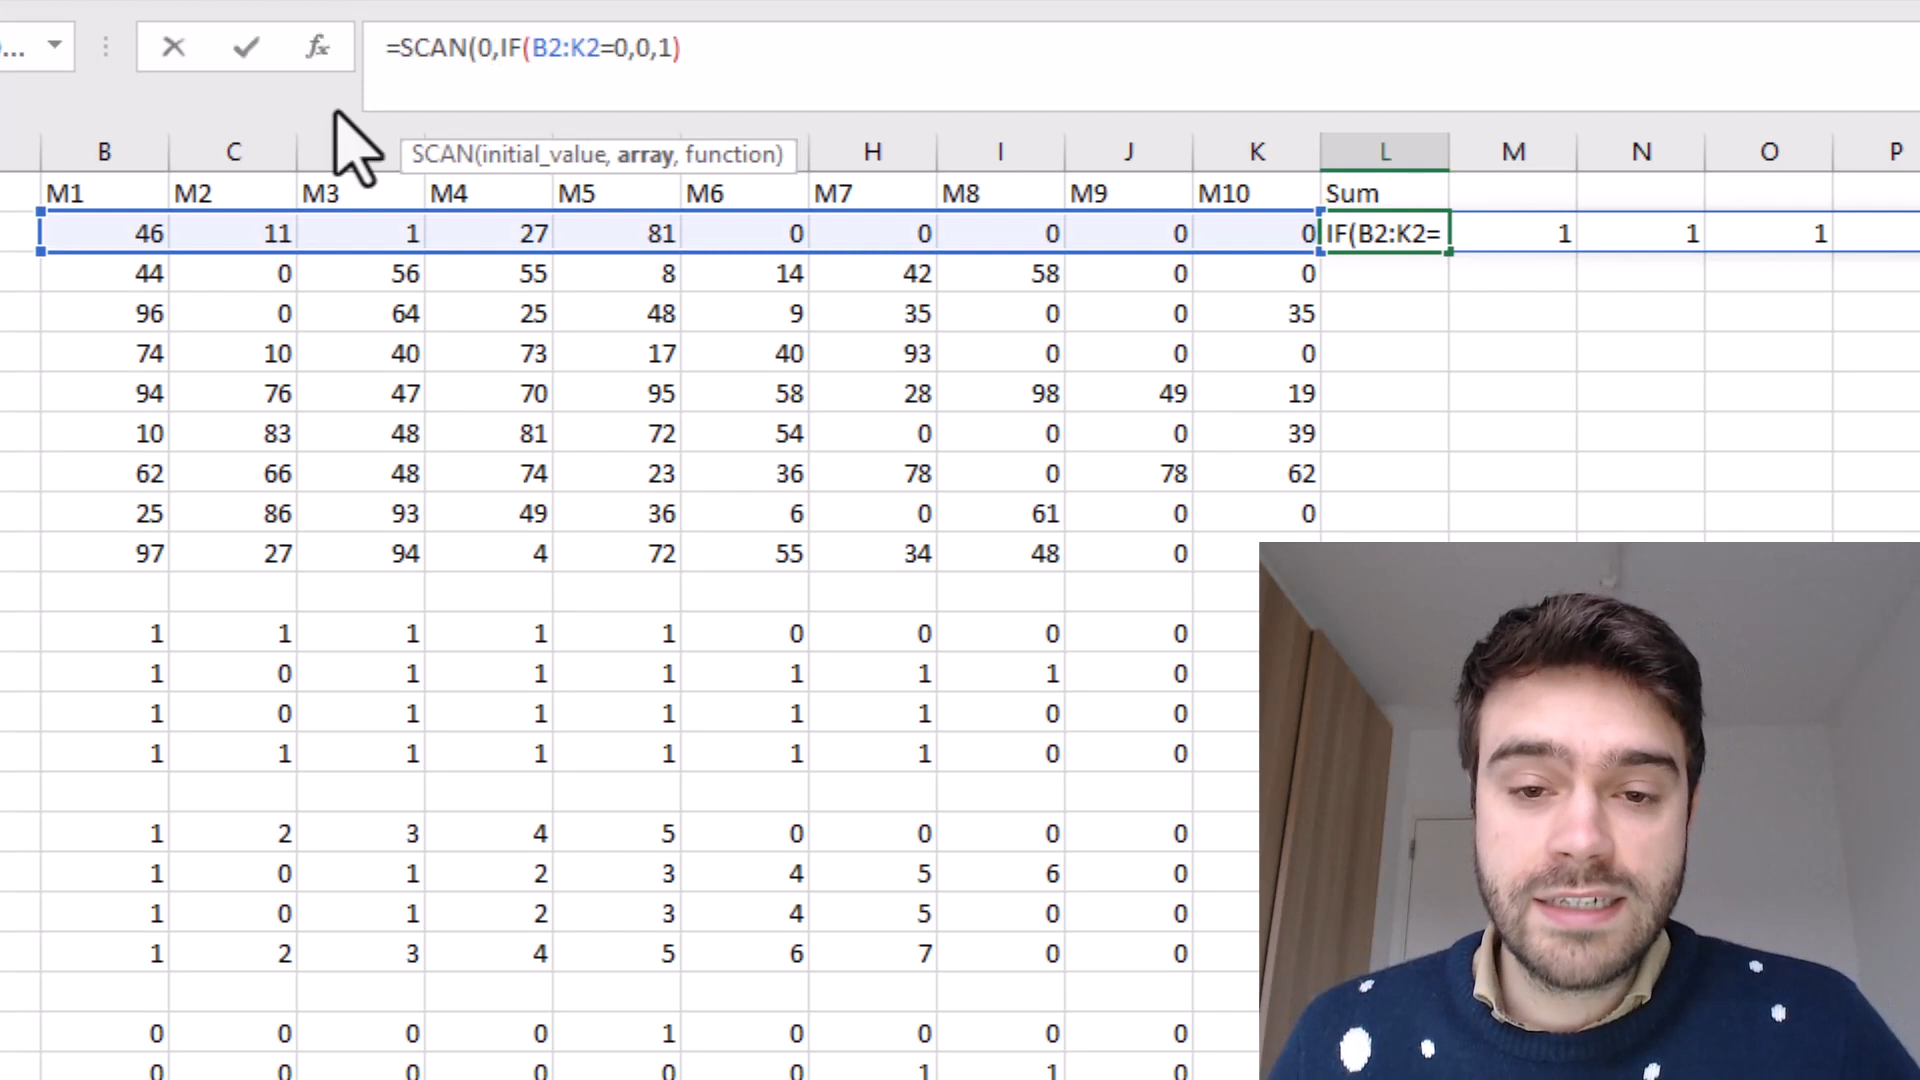 ...
fx
=SCAN(0,IF(B2:K2=0,0,1)
SCAN(initial_value, array, function)
B C H I J K L M N O P
M1 M2 M3 M4 M5 M6 M7 M8 M9 M10 Sum
46 11 1 27 81 0 0 0 0 0 IF(B2:K2= 1 1 1
44 0 56 55 8 14 42 58 0 0
96 0 64 25 48 9 35 0 0 35
74 10 40 73 17 40 93 0 0 0
94 76 47 70 95 58 28 98 49 19
10 83 48 81 72 54 0 0 0 39
62 66 48 74 23 36 78 0 78 62
25 86 93 49 36 6 0 61 0 0
97 27 94 4 72 55 34 48 0
1 1 1 1 1 0 0 0 0
1 0 1 1 1 1 1 1 0
1 0 1 1 1 1 1 0 0
1 1 1 1 1 1 1 0 0
1 2 3 4 5 0 0 0 0
1 0 1 2 3 4 5 6 0
1 0 1 2 3 4 5 0 0
1 2 3 4 5 6 7 0 0
0 0 0 0 1 0 0 0 0
0 0 0 0 0 0 1 1 0